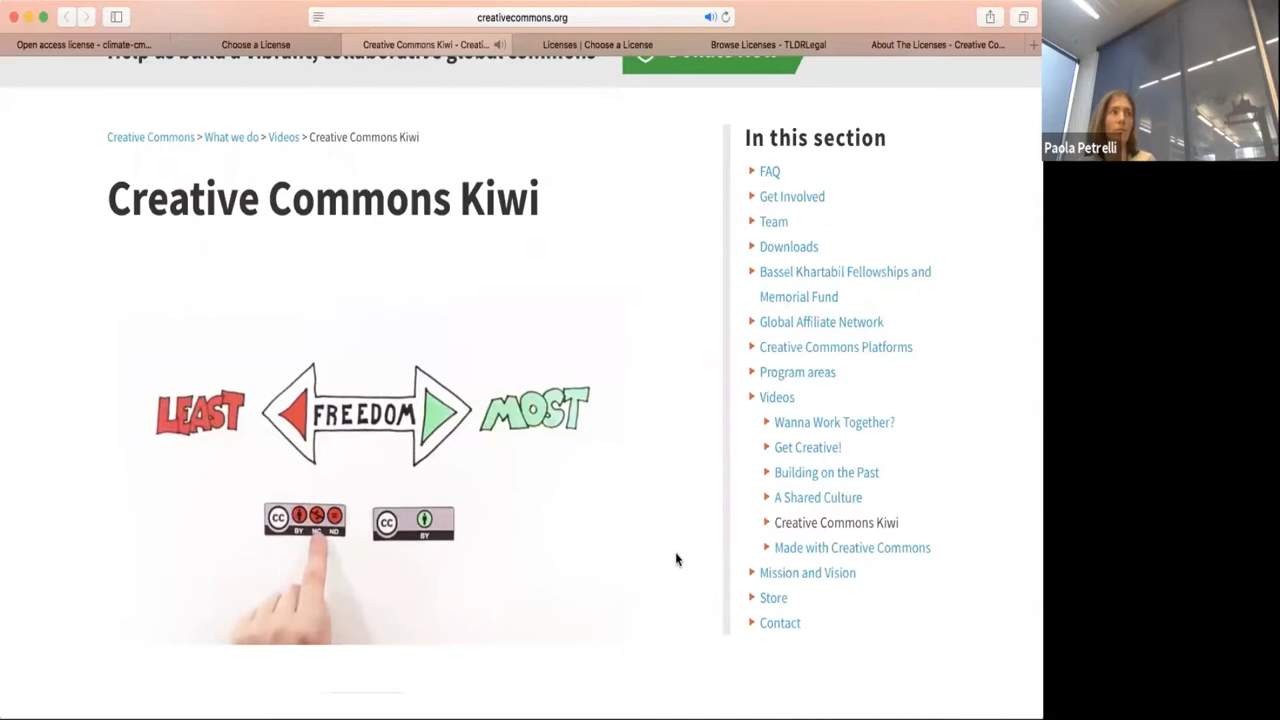 creativecommons.org
Open access license - climate-cm...
Choose a License
Creative Commons Kiwi - Creati...
Licenses | Choose a License
Browse Licenses - TLDRLegal
About The Licenses - Creative Co...
Help us build a vibrant, collaborative global commons
Donate Now
Creative Commons > What we do > Videos > Creative Commons Kiwi
Creative Commons Kiwi
LEAST
FREEDOM
MOST
CC BY NC ND
CC BY
In this section
FAQ
Get Involved
Team
Downloads
Bassel Khartabil Fellowships and
Memorial Fund
Global Affiliate Network
Creative Commons Platforms
Program areas
Videos
Wanna Work Together?
Get Creative!
Building on the Past
A Shared Culture
Creative Commons Kiwi
Made with Creative Commons
Mission and Vision
Store
Contact
Paola Petrelli